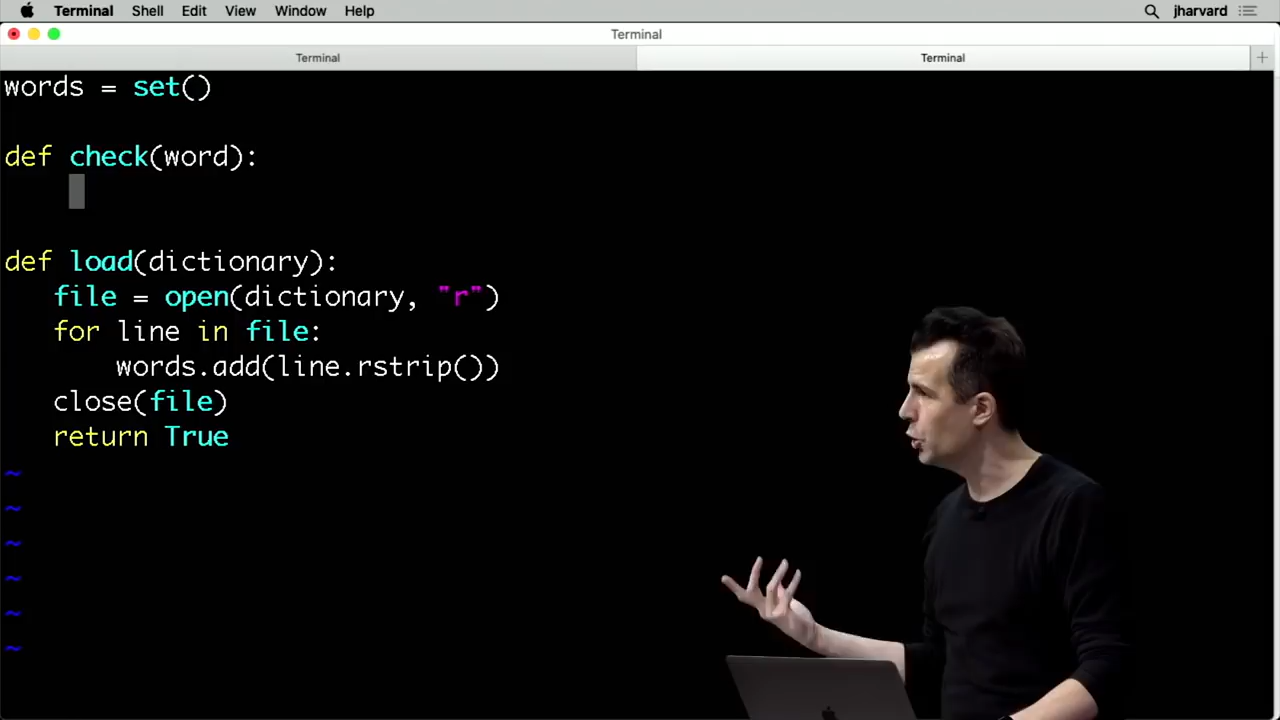 Terminal Shell Edit View Window Help jharvard
Terminal
Terminal Terminal +
words = set()
def check(word):
def load(dictionary):
file = open(dictionary, "r")
for line in file:
words.add(line.rstrip())
close(file)
return True
~
~
~
~
~
~